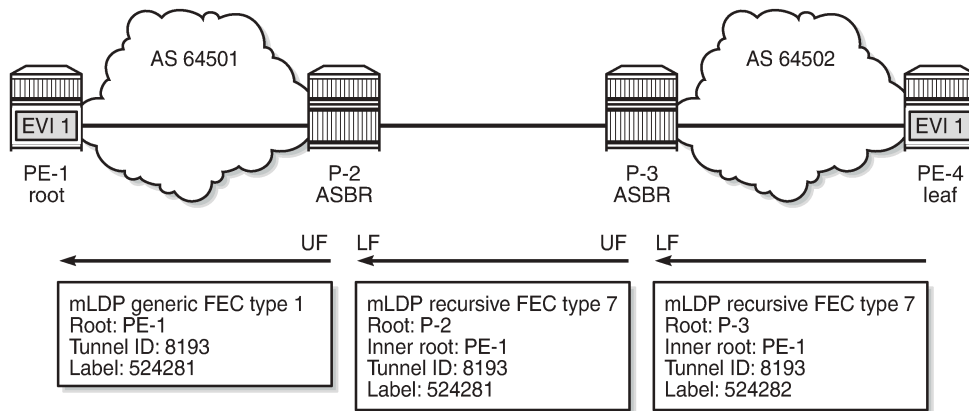 AS 64501
AS 64502
EVI 1
EVI 1
PE-1
root
P-2
ASBR
P-3
ASBR
PE-4
leaf
UF
LF
UF
LF
mLDP generic FEC type 1
Root: PE-1
Tunnel ID: 8193
Label: 524281
mLDP recursive FEC type 7
Root: P-2
Inner root: PE-1
Tunnel ID: 8193
Label: 524281
mLDP recursive FEC type 7
Root: P-3
Inner root: PE-1
Tunnel ID: 8193
Label: 524282